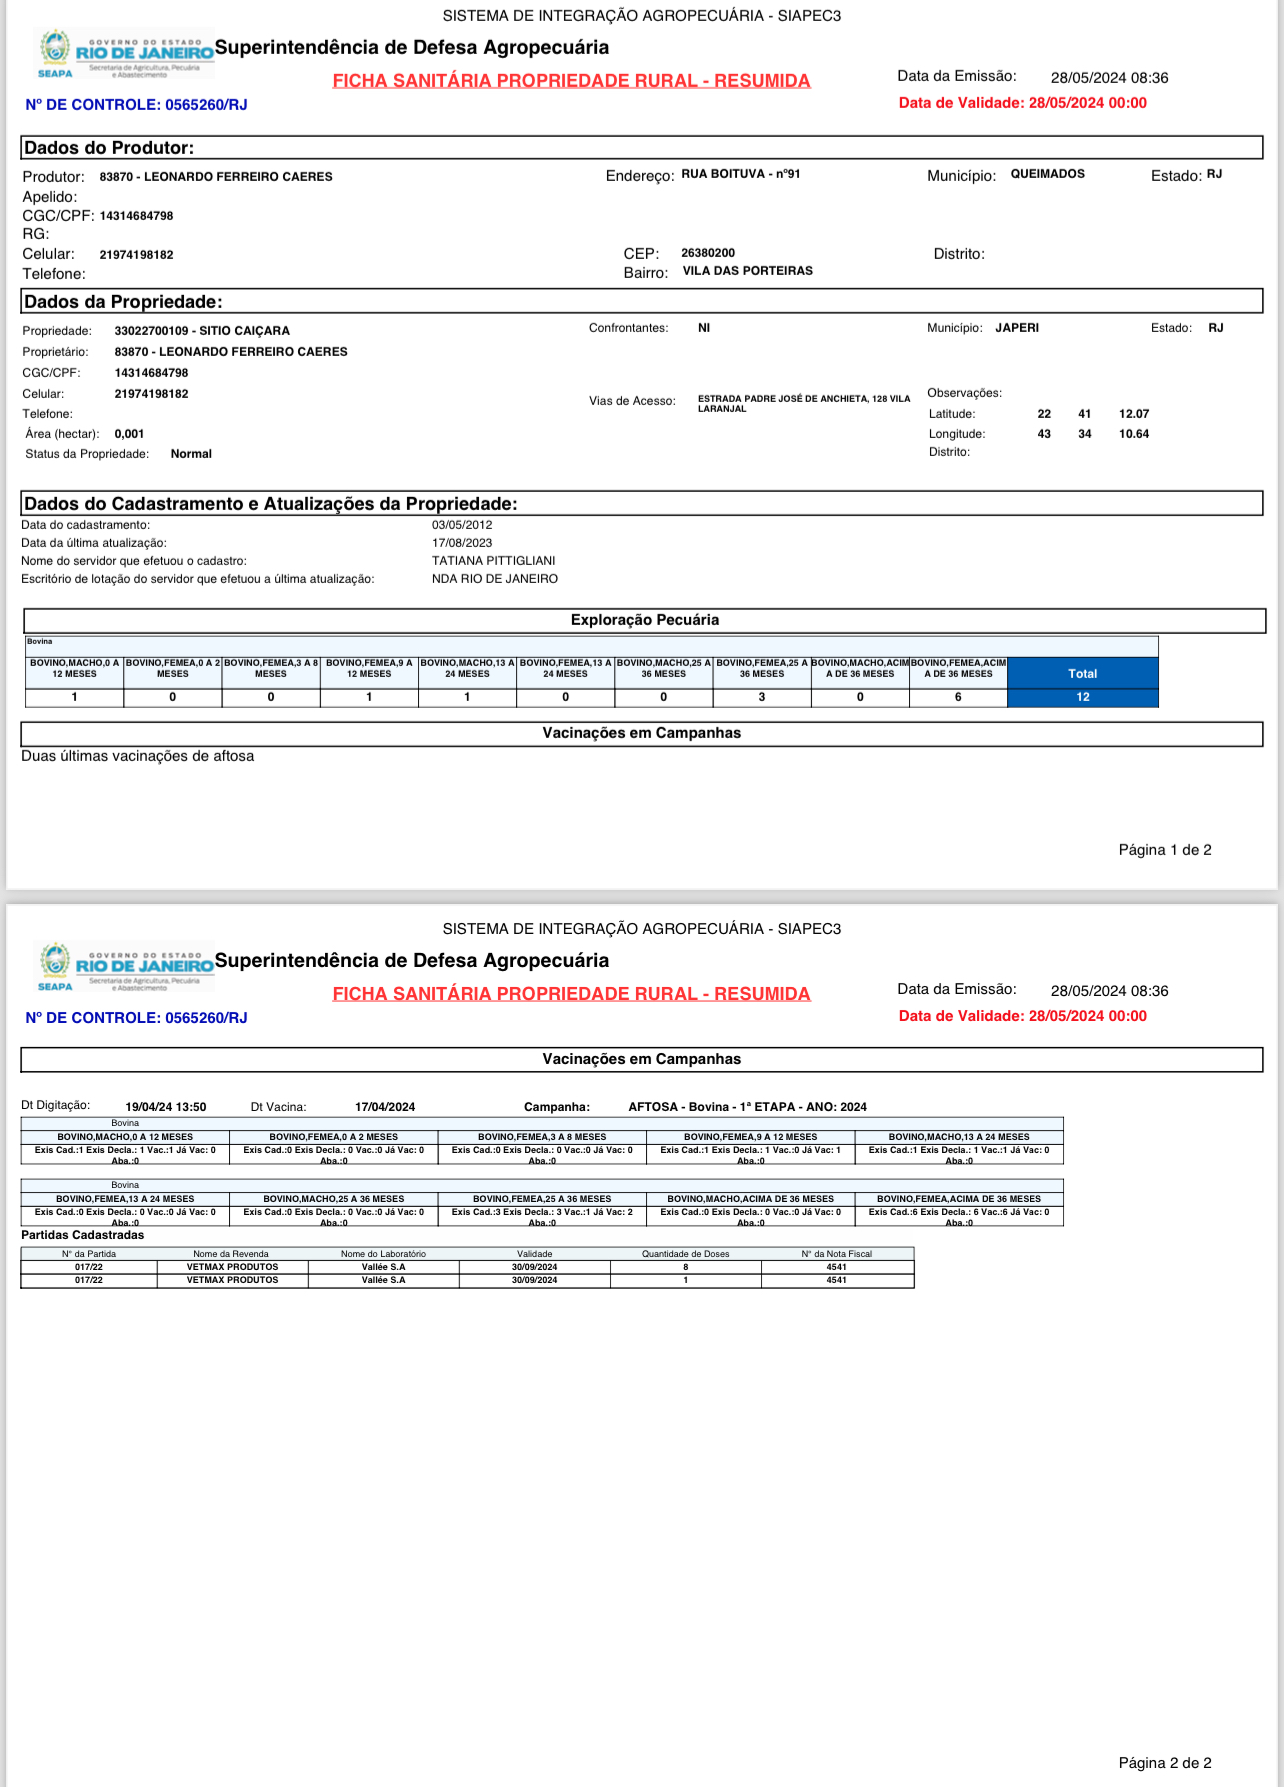 SISTEMA DE INTEGRAÇÃO AGROPECUÁRIA - SIAPEC3
GOVERNO DO ESTADO
RIO DE JANEIRO
SEAPA
Secretaria de Agricultura, Pecuária
e Abastecimento
Superintendência de Defesa Agropecuária
FICHA SANITÁRIA PROPRIEDADE RURAL - RESUMIDA
Data da Emissão: 28/05/2024 08:36
Nº DE CONTROLE: 0565260/RJ
Data de Validade: 28/05/2024 00:00
Dados do Produtor:
Produtor: 83870 - LEONARDO FERREIRO CAERES Endereço: RUA BOITUVA - nº91 Município: QUEIMADOS Estado: RJ
Apelido:
CGC/CPF: 14314684798
RG:
Celular: 21974198182 CEP: 26380200 Distrito:
Telefone: Bairro: VILA DAS PORTEIRAS
Dados da Propriedade:
Propriedade: 33022700109 - SITIO CAIÇARA Confrontantes: NI Município: JAPERI Estado: RJ
Proprietário: 83870 - LEONARDO FERREIRO CAERES
CGC/CPF: 14314684798
Celular: 21974198182 Vias de Acesso: ESTRADA PADRE JOSÉ DE ANCHIETA, 128 VILA Observações:
LARANJAL
Telefone: Latitude: 22 41 12.07
Área (hectar): 0,001 Longitude: 43 34 10.64
Status da Propriedade: Normal Distrito:
Dados do Cadastramento e Atualizações da Propriedade:
Data do cadastramento: 03/05/2012
Data da última atualização: 17/08/2023
Nome do servidor que efetuou o cadastro: TATIANA PITTIGLIANI
Escritório de lotação do servidor que efetuou a última atualização: NDA RIO DE JANEIRO
Exploração Pecuária
Bovina
BOVINO,MACHO,0 A BOVINO,FEMEA,0 A 2 BOVINO,FEMEA,3 A 8 BOVINO,FEMEA,9 A BOVINO,MACHO,13 A BOVINO,FEMEA,13 A BOVINO,MACHO,25 A BOVINO,FEMEA,25 A BOVINO,MACHO,ACIM BOVINO,FEMEA,ACIM
12 MESES MESES MESES 12 MESES 24 MESES 24 MESES 36 MESES 36 MESES A DE 36 MESES A DE 36 MESES Total
1 0 0 1 1 0 0 3 0 6 12
Vacinações em Campanhas
Duas últimas vacinações de aftosa
Página 1 de 2
SISTEMA DE INTEGRAÇÃO AGROPECUÁRIA - SIAPEC3
GOVERNO DO ESTADO
RIO DE JANEIRO
SEAPA
Secretaria de Agricultura, Pecuária
e Abastecimento
Superintendência de Defesa Agropecuária
FICHA SANITÁRIA PROPRIEDADE RURAL - RESUMIDA
Data da Emissão: 28/05/2024 08:36
Nº DE CONTROLE: 0565260/RJ
Data de Validade: 28/05/2024 00:00
Vacinações em Campanhas
Dt Digitação: 19/04/24 13:50 Dt Vacina: 17/04/2024 Campanha: AFTOSA - Bovina - 1ª ETAPA - ANO: 2024
Bovina
BOVINO,MACHO,0 A 12 MESES BOVINO,FEMEA,0 A 2 MESES BOVINO,FEMEA,3 A 8 MESES BOVINO,FEMEA,9 A 12 MESES BOVINO,MACHO,13 A 24 MESES
Exis Cad.:1 Exis Decla.: 1 Vac.:1 Já Vac: 0 Exis Cad.:0 Exis Decla.: 0 Vac.:0 Já Vac: 0 Exis Cad.:0 Exis Decla.: 0 Vac.:0 Já Vac: 0 Exis Cad.:1 Exis Decla.: 1 Vac.:0 Já Vac: 1 Exis Cad.:1 Exis Decla.: 1 Vac.:1 Já Vac: 0
Aba.:0 Aba.:0 Aba.:0 Aba.:0 Aba.:0
Bovina
BOVINO,FEMEA,13 A 24 MESES BOVINO,MACHO,25 A 36 MESES BOVINO,FEMEA,25 A 36 MESES BOVINO,MACHO,ACIMA DE 36 MESES BOVINO,FEMEA,ACIMA DE 36 MESES
Exis Cad.:0 Exis Decla.: 0 Vac.:0 Já Vac: 0 Exis Cad.:0 Exis Decla.: 0 Vac.:0 Já Vac: 0 Exis Cad.:3 Exis Decla.: 3 Vac.:1 Já Vac: 2 Exis Cad.:0 Exis Decla.: 0 Vac.:0 Já Vac: 0 Exis Cad.:6 Exis Decla.: 6 Vac.:6 Já Vac: 0
Aba.:0 Aba.:0 Aba.:0 Aba.:0 Aba.:0
Partidas Cadastradas
N° da Partida Nome da Revenda Nome do Laboratório Validade Quantidade de Doses N° da Nota Fiscal
017/22 VETMAX PRODUTOS Vallée S.A 30/09/2024 8 4541
017/22 VETMAX PRODUTOS Vallée S.A 30/09/2024 1 4541
Página 2 de 2